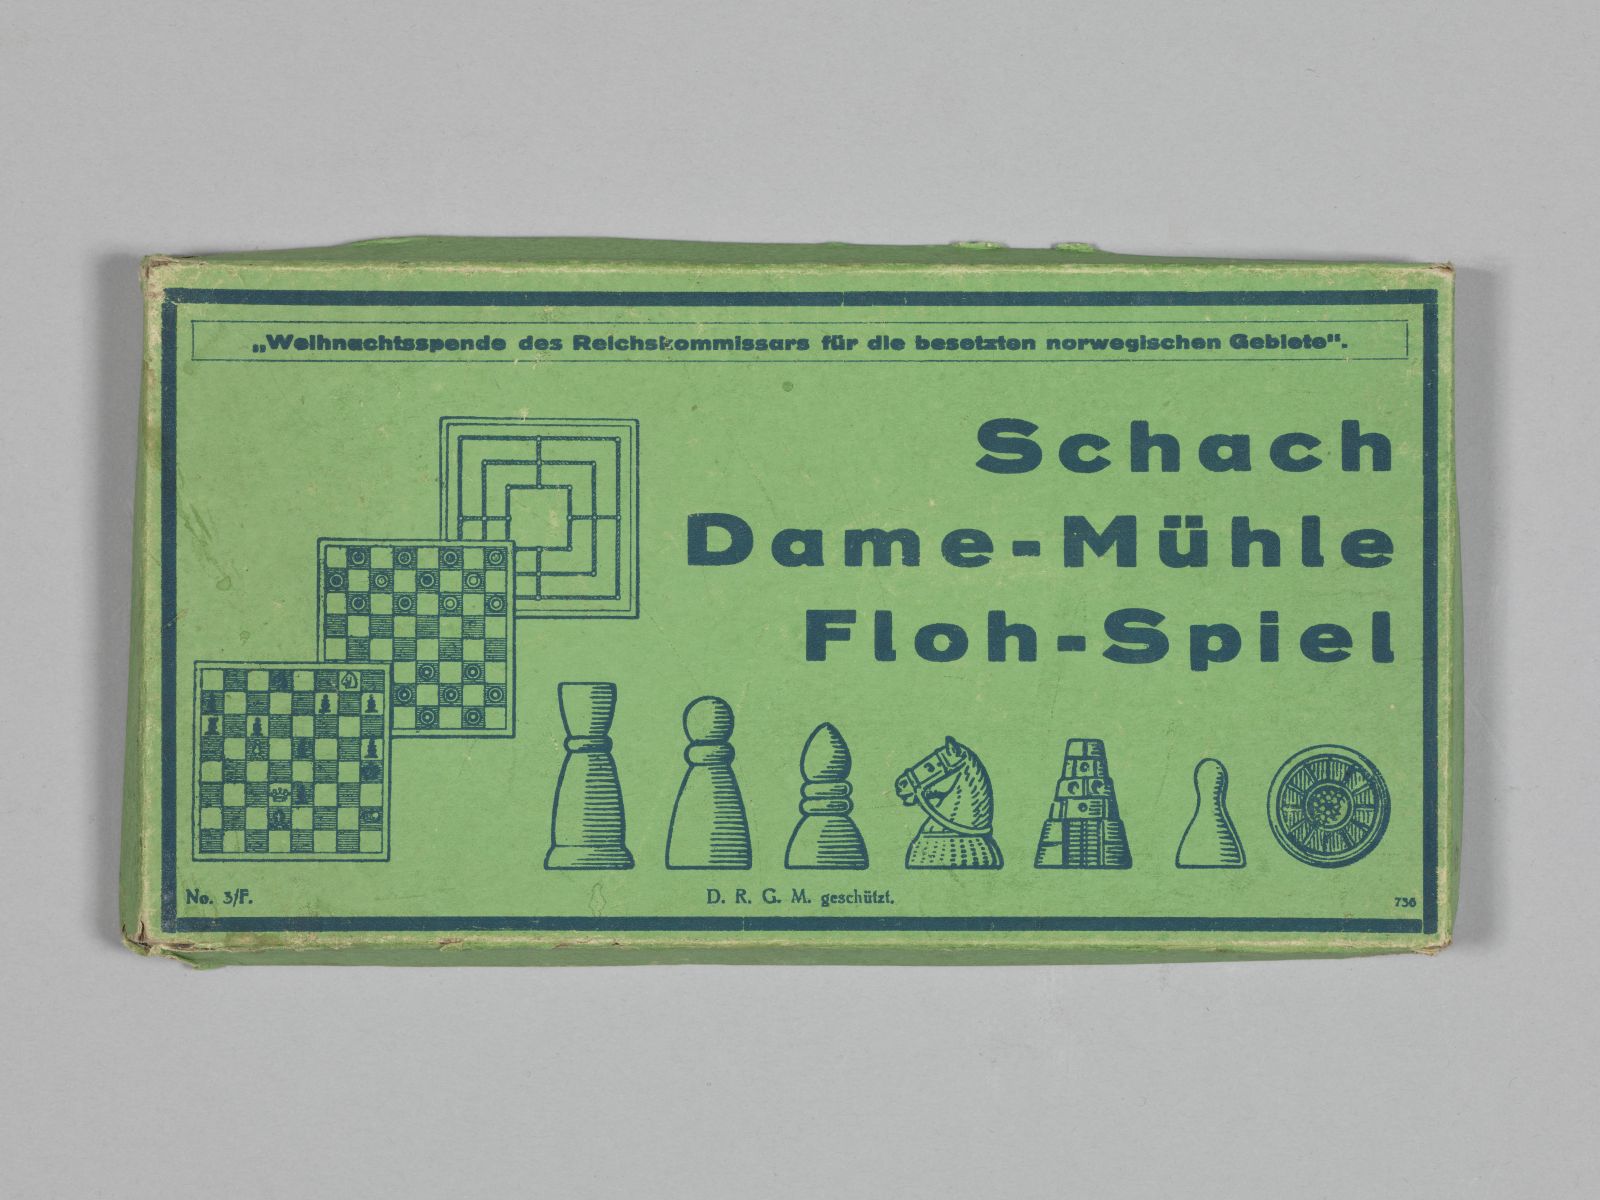 „Weihnachtsspende des Reichskommissars für die besetzten norwegischen Gebiete“.
Schach
Dame-Mühle
Floh-Spiel
No. 3/F.
D. R. G. M. geschützt.
736